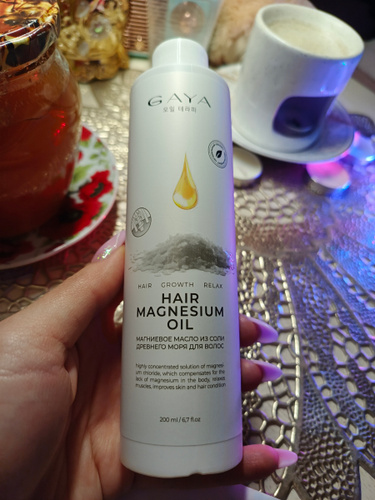 GAYA
HAIR GROWTH RELAX
HAIR
MAGNESIUM
OIL
МАГНИЕВОЕ МАСЛО ИЗ СОЛИ
ДРЕВНЕГО МОРЯ ДЛЯ ВОЛОС
highly concentrated solution of magnesi-
um chloride, which compensates for the
lack of magnesium in the body, relaxes
muscles, improves skin and hair condition
200 ml / 6,7 fl oz